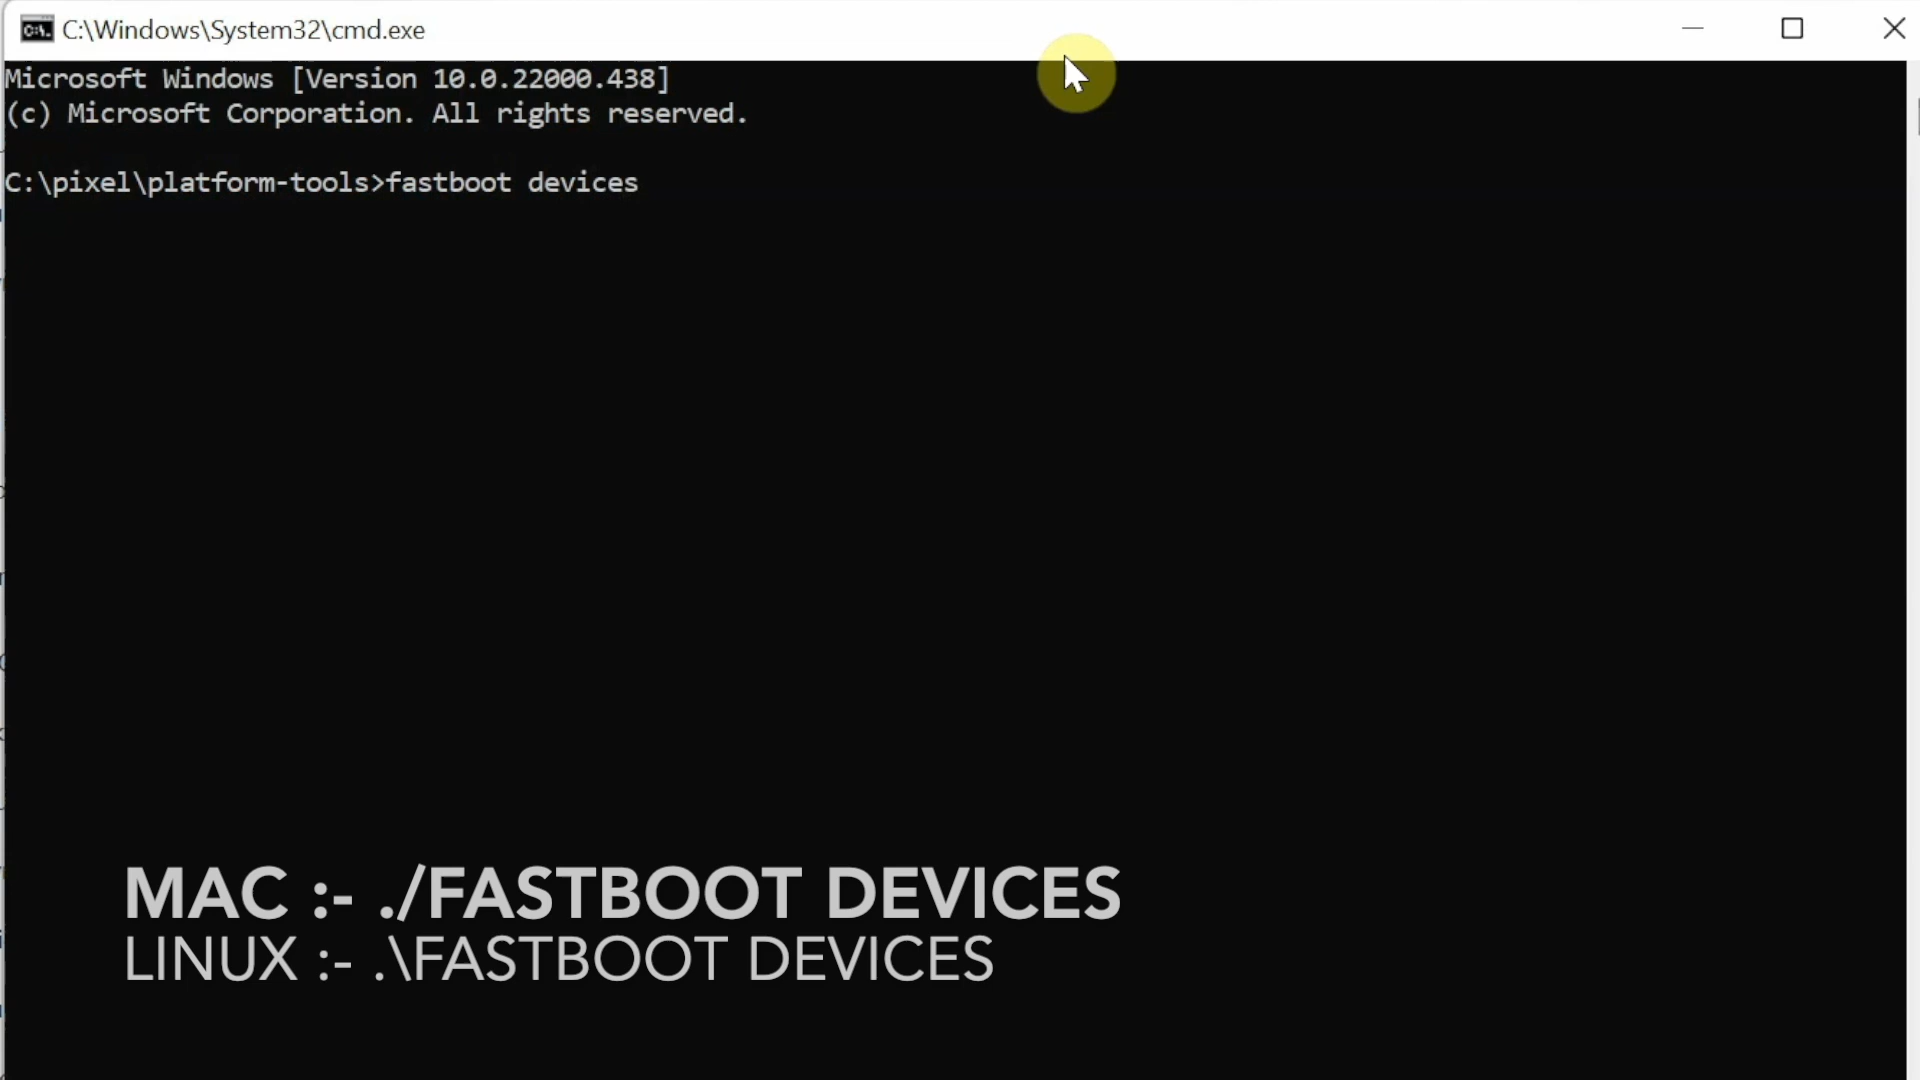 C:\Windows\System32\cmd.exe
Microsoft Windows [Version 10.0.22000.438]
(c) Microsoft Corporation. All rights reserved.
C:\pixel\platform-tools>fastboot devices
MAC :- ./FASTBOOT DEVICES
LINUX :- .\FASTBOOT DEVICES